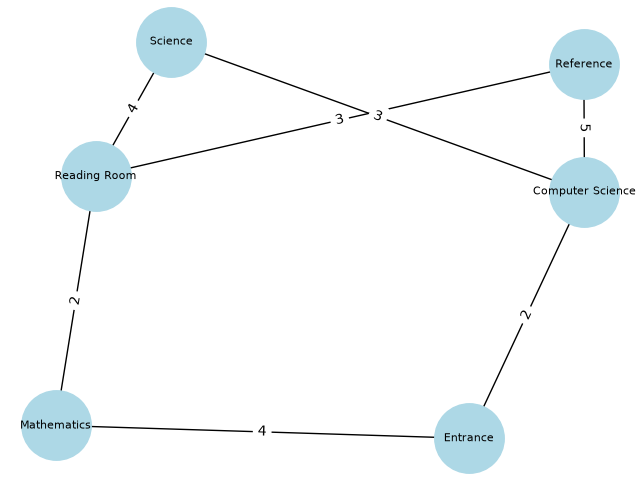 Science
Reference
4
3
3
5
Reading Room
Computer Science
2
2
Mathematics
4
Entrance